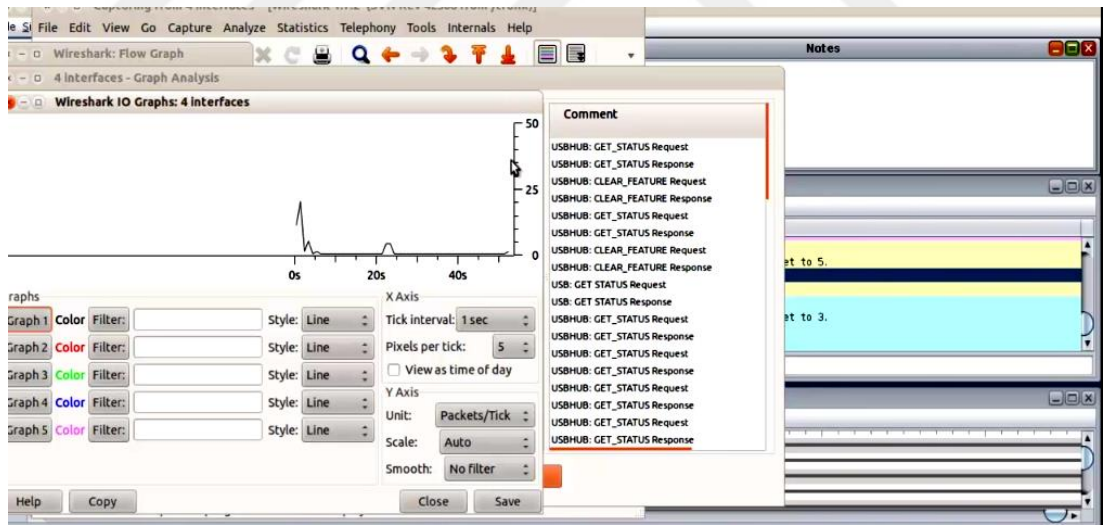 File Edit View Go Capture Analyze Statistics Telephony Tools Internals Help
Wireshark: Flow Graph
Notes
4 interfaces - Graph Analysis
Wireshark IO Graphs: 4 interfaces
50
25
0
0s 20s 40s
Comment
USBHUB: GET_STATUS Request
USBHUB: GET_STATUS Response
USBHUB: CLEAR_FEATURE Request
USBHUB: CLEAR_FEATURE Response
USBHUB: GET_STATUS Request
USBHUB: GET_STATUS Response
USBHUB: CLEAR_FEATURE Request
USBHUB: CLEAR_FEATURE Response
USB: GET STATUS Request
USB: GET STATUS Response
USBHUB: GET_STATUS Request
USBHUB: GET_STATUS Response
USBHUB: GET_STATUS Request
USBHUB: GET_STATUS Response
USBHUB: GET_STATUS Request
USBHUB: GET_STATUS Response
USBHUB: GET_STATUS Request
USBHUB: GET_STATUS Response
et to 5.
et to 3.
raphs
Graph 1 Color Filter: Style: Line
Graph 2 Color Filter: Style: Line
Graph 3 Color Filter: Style: Line
Graph 4 Color Filter: Style: Line
Graph 5 Color Filter: Style: Line
X Axis
Tick interval: 1 sec
Pixels per tick: 5
View as time of day
Y Axis
Unit: Packets/Tick
Scale: Auto
Smooth: No filter
Help Copy Close Save